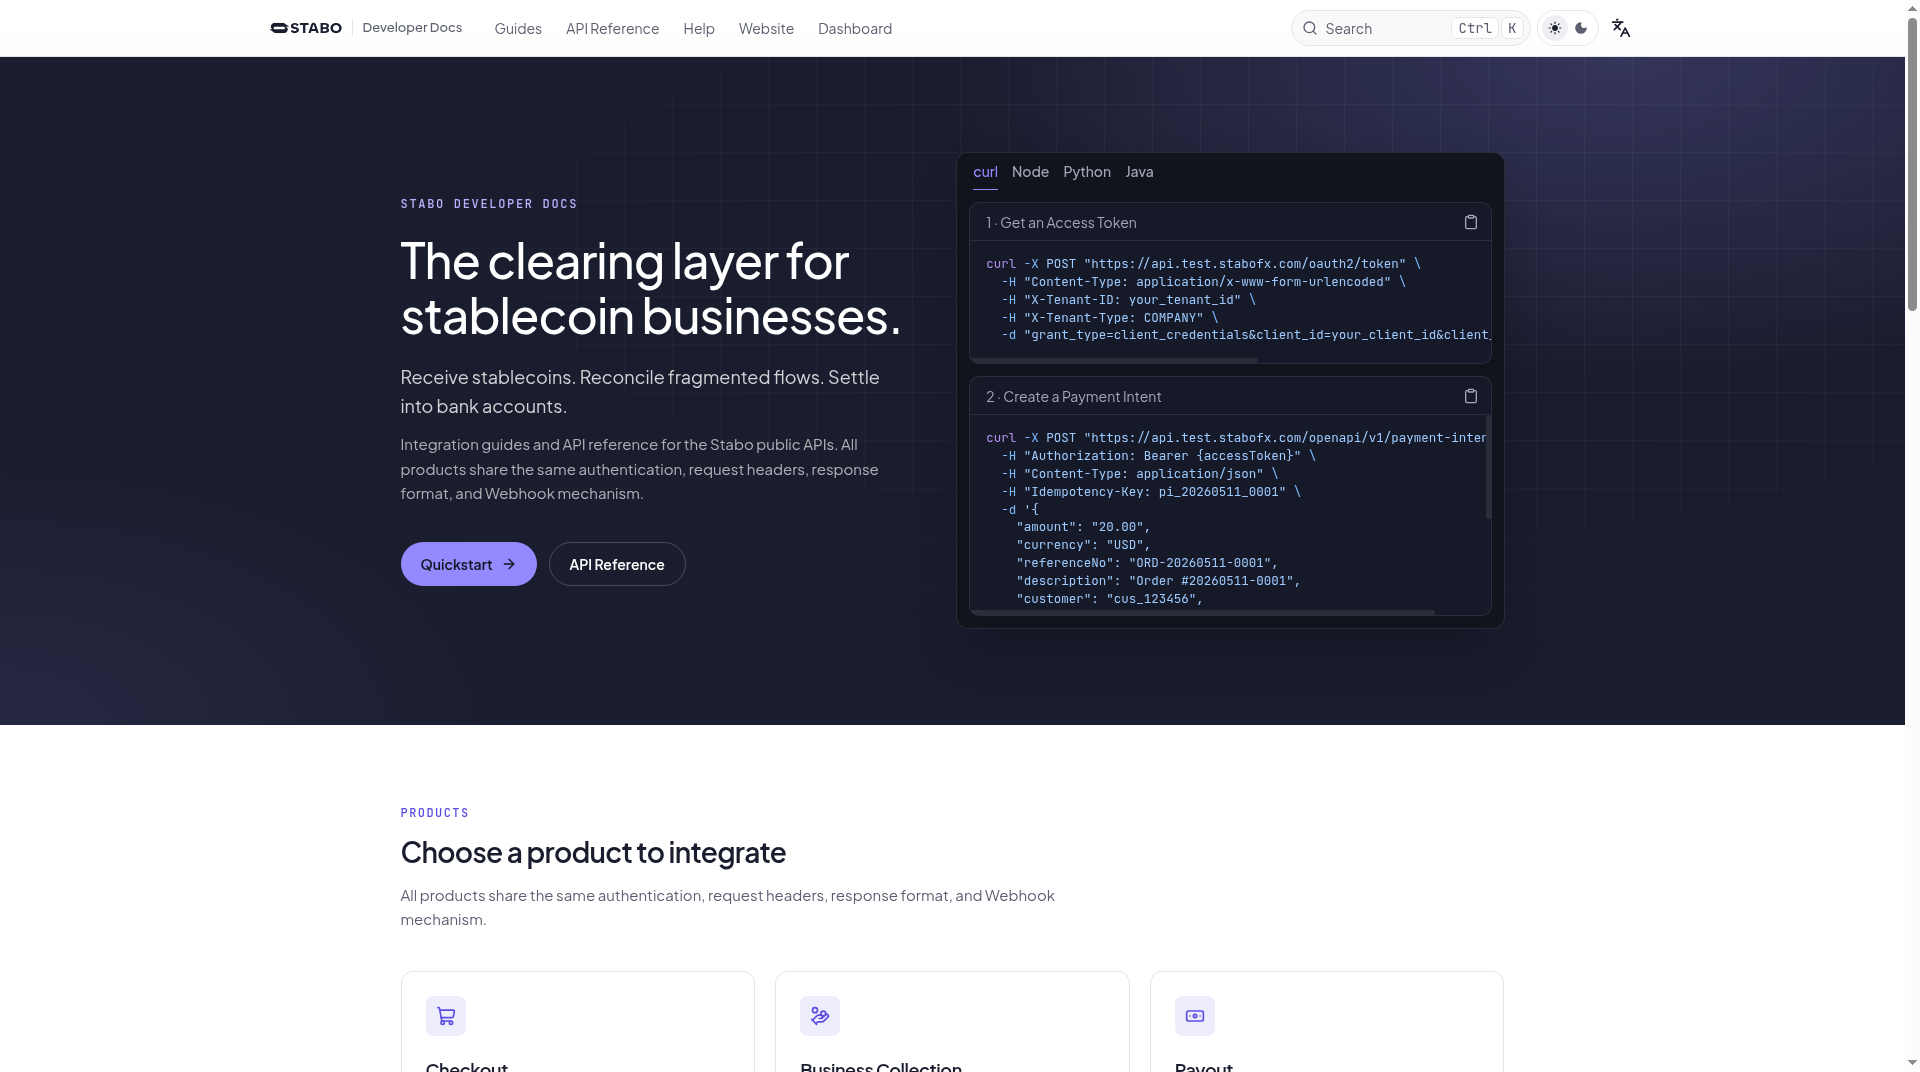 STABO
Developer Docs
Guides
API Reference
Help
Website
Dashboard
Search
Ctrl K
STABO DEVELOPER DOCS
The clearing layer for
stablecoin businesses.
Receive stablecoins. Reconcile fragmented flows. Settle
into bank accounts.
Integration guides and API reference for the Stabo public APIs. All
products share the same authentication, request headers, response
format, and Webhook mechanism.
Quickstart
API Reference
curl
Node
Python
Java
1 · Get an Access Token
curl -X POST "https://api.test.stabofx.com/oauth2/token" \
  -H "Content-Type: application/x-www-form-urlencoded" \
  -H "X-Tenant-ID: your_tenant_id" \
  -H "X-Tenant-Type: COMPANY" \
  -d "grant_type=client_credentials&client_id=your_client_id&client_
2 · Create a Payment Intent
curl -X POST "https://api.test.stabofx.com/openapi/v1/payment-inten
  -H "Authorization: Bearer {accessToken}" \
  -H "Content-Type: application/json" \
  -H "Idempotency-Key: pi_20260511_0001" \
  -d '{
    "amount": "20.00",
    "currency": "USD",
    "referenceNo": "ORD-20260511-0001",
    "description": "Order #20260511-0001",
    "customer": "cus_123456",
PRODUCTS
Choose a product to integrate
All products share the same authentication, request headers, response format, and Webhook
mechanism.
Checkout
Business Collection
Payout